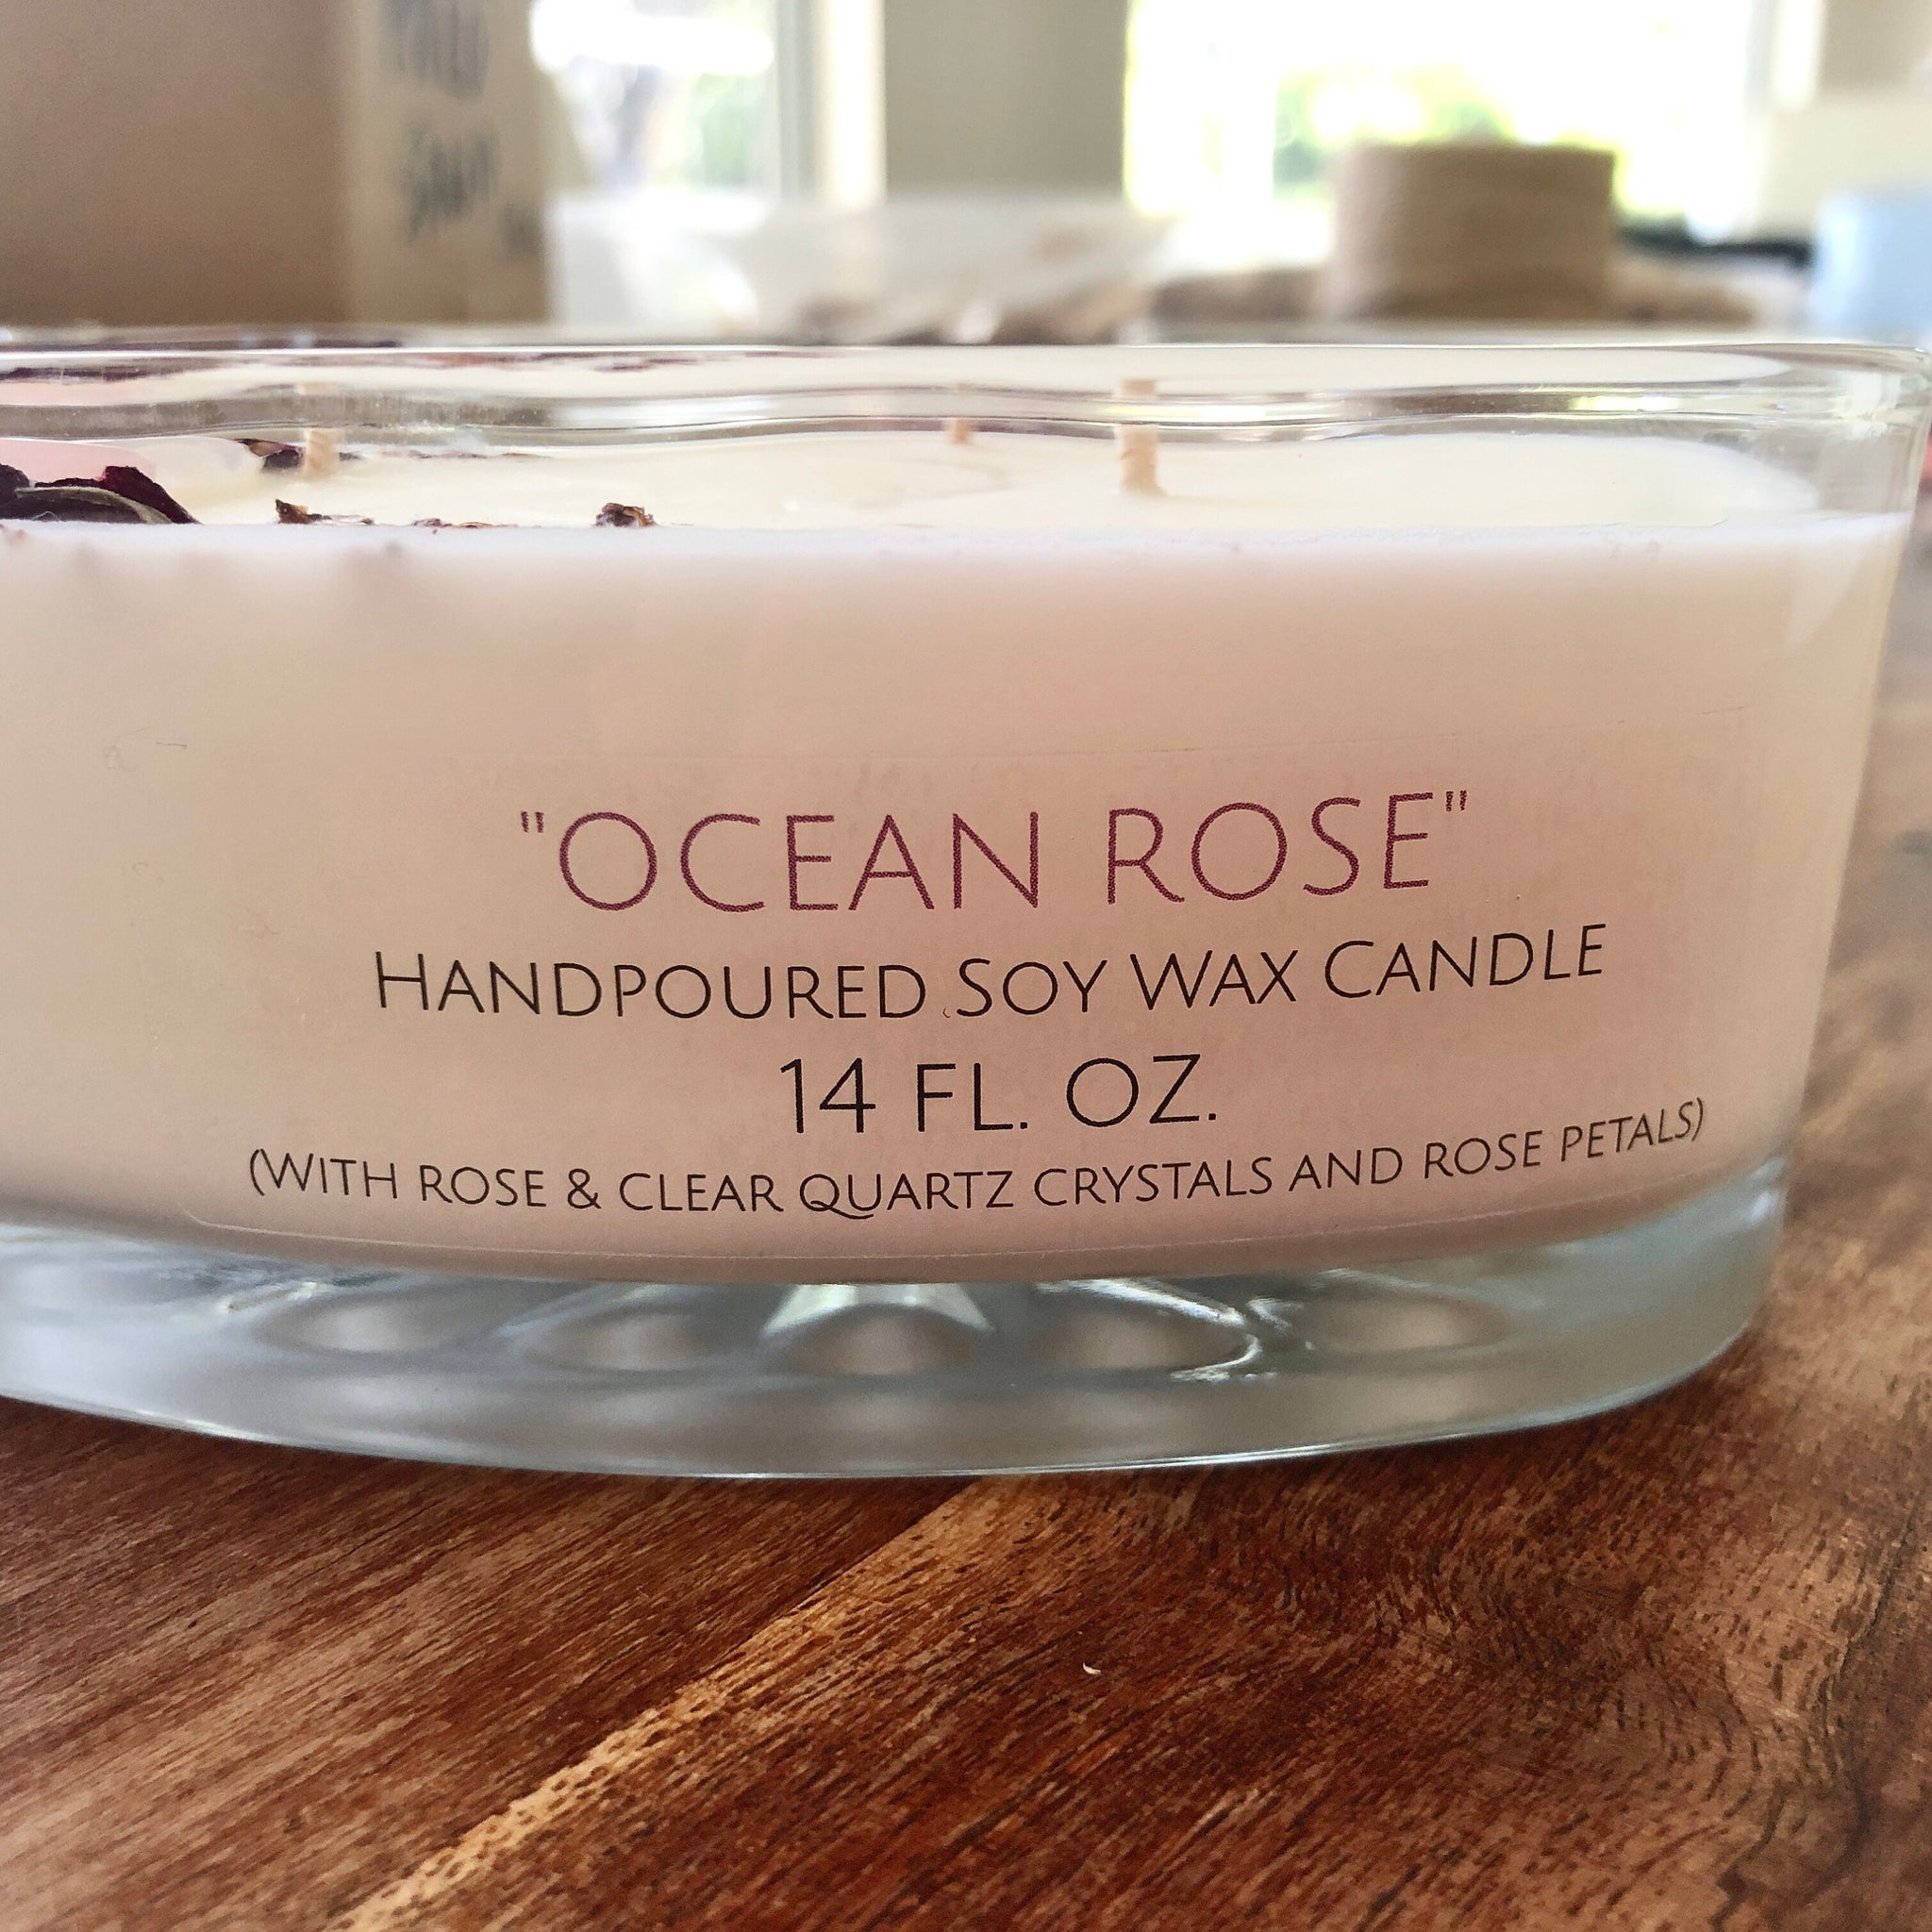 "OCEAN ROSE"
HANDPOURED SOY WAX CANDLE
14 FL. OZ.
(WITH ROSE & CLEAR QUARTZ CRYSTALS AND ROSE PETALS)